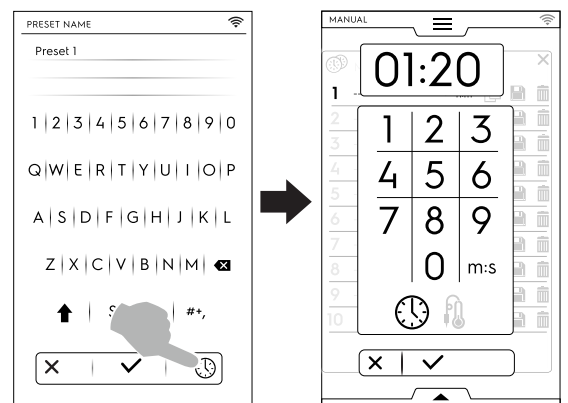 PRESET NAME
Preset 1
1 2 3 4 5 6 7 8 9 0
Q W E R T Y U I O P
A S D F G H J K L
Z X C V B N M
#+,
MANUAL
01:20
1
2
3
4
5
6
7
8
9
10
1 2 3
4 5 6
7 8 9
0 m:s